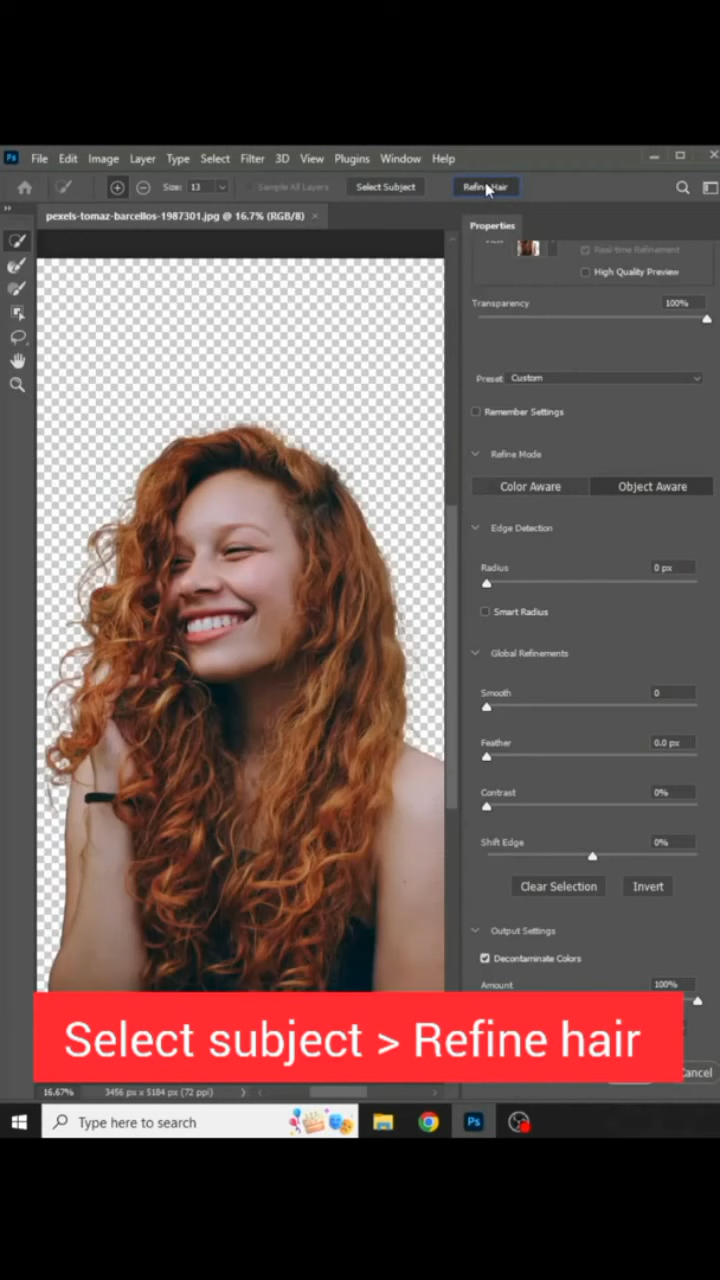 Ps File Edit Image Layer Type Select Filter 3D View Plugins Window Help
Size: 13 Sample All Layers Select Subject Refine Hair
pexels-tomaz-barcellos-1987301.jpg @ 16.7% (RGB/8) ×
Properties
Real-time Refinement
High Quality Preview
Transparency 100%
Preset: Custom
Remember Settings
Refine Mode
Color Aware Object Aware
Edge Detection
Radius 0 px
Smart Radius
Global Refinements
Smooth 0
Feather 0.0 px
Contrast 0%
Shift Edge 0%
Clear Selection Invert
Output Settings
Decontaminate Colors
Amount 100%
Select subject > Refine hair
Cancel
16.67% 3456 px x 5184 px (72 ppi)
Type here to search Ps